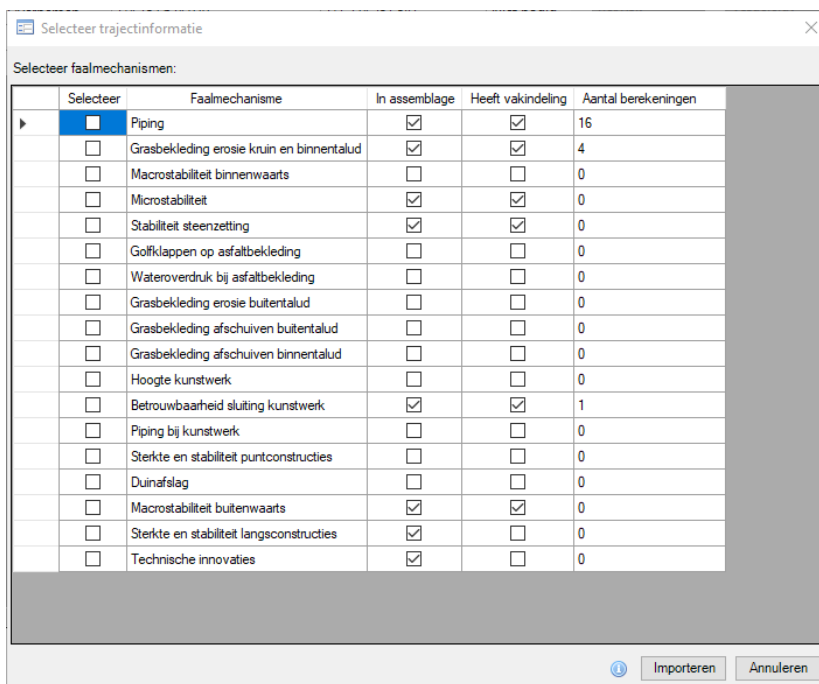 Selecteer trajectinformatie
Selecteer faalmechanismen:
Selecteer Faalmechanisme In assemblage Heeft vakindeling Aantal berekeningen
Piping 16
Grasbekleding erosie kruin en binnentalud 4
Macrostabiliteit binnenwaarts 0
Microstabiliteit 0
Stabiliteit steenzetting 0
Golfklappen op asfaltbekleding 0
Wateroverdruk bij asfaltbekleding 0
Grasbekleding erosie buitentalud 0
Grasbekleding afschuiven buitentalud 0
Grasbekleding afschuiven binnentalud 0
Hoogte kunstwerk 0
Betrouwbaarheid sluiting kunstwerk 1
Piping bij kunstwerk 0
Sterkte en stabiliteit puntconstructies 0
Duinafslag 0
Macrostabiliteit buitenwaarts 0
Sterkte en stabiliteit langsconstructies 0
Technische innovaties 0
Importeren Annuleren